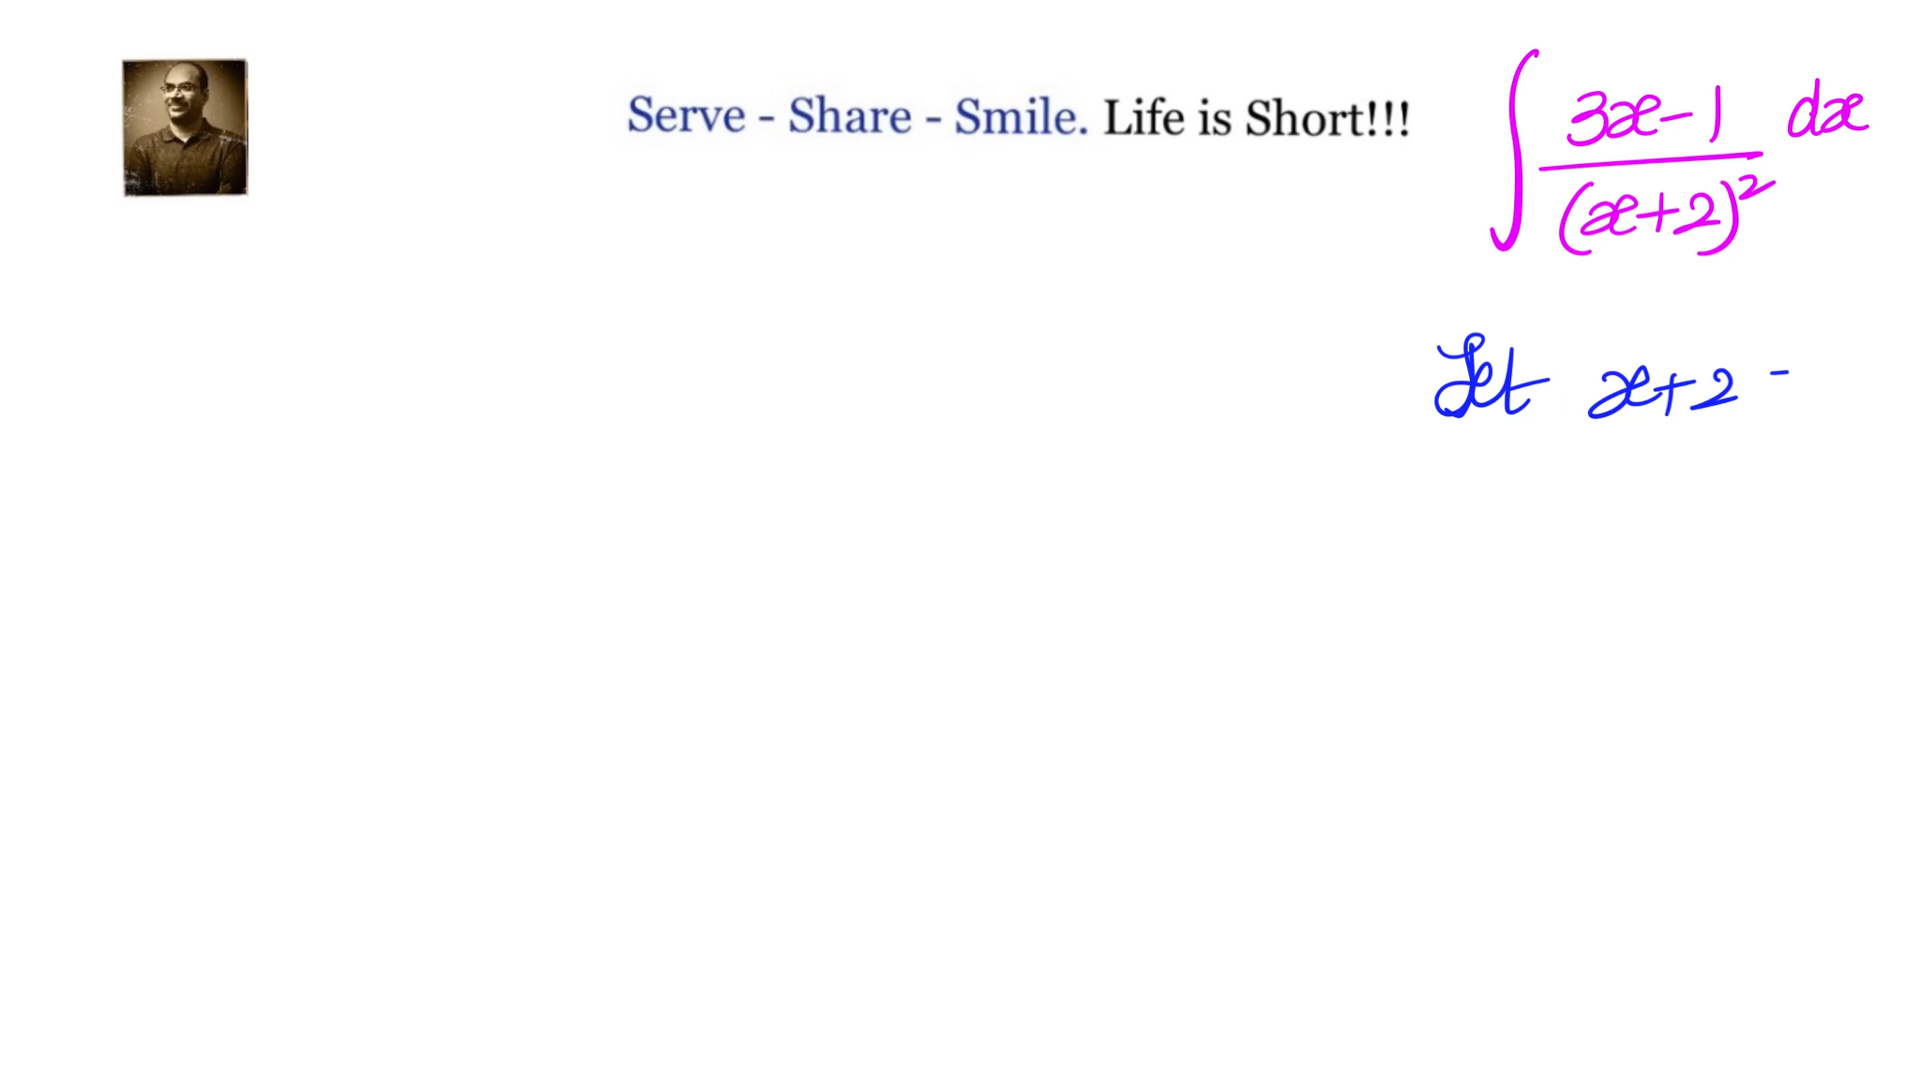 Serve - Share - Smile. Life is Short!!!
∫ 3x-1 / (x+2)² dx
Let x+2 -